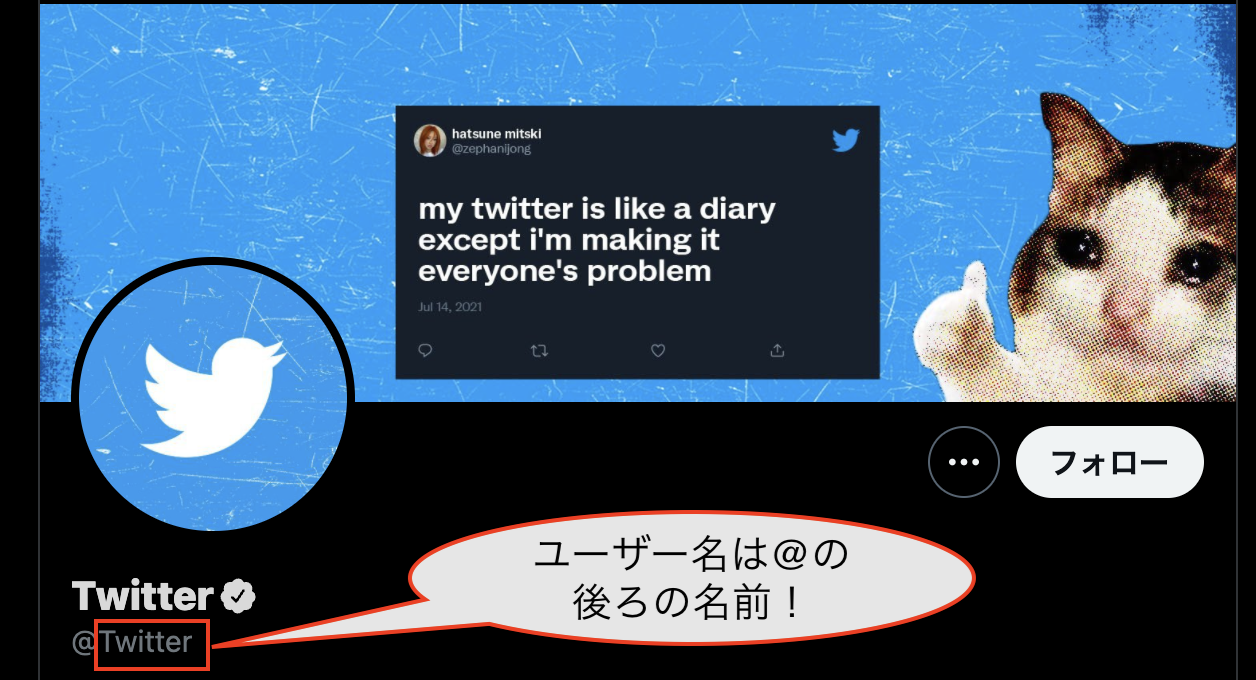 hatsune mitski
@zephanijong
my twitter is like a diary
except i'm making it
everyone's problem
Jul 14, 2021
フォロー
ユーザー名は@の
後ろの名前！
Twitter
@Twitter